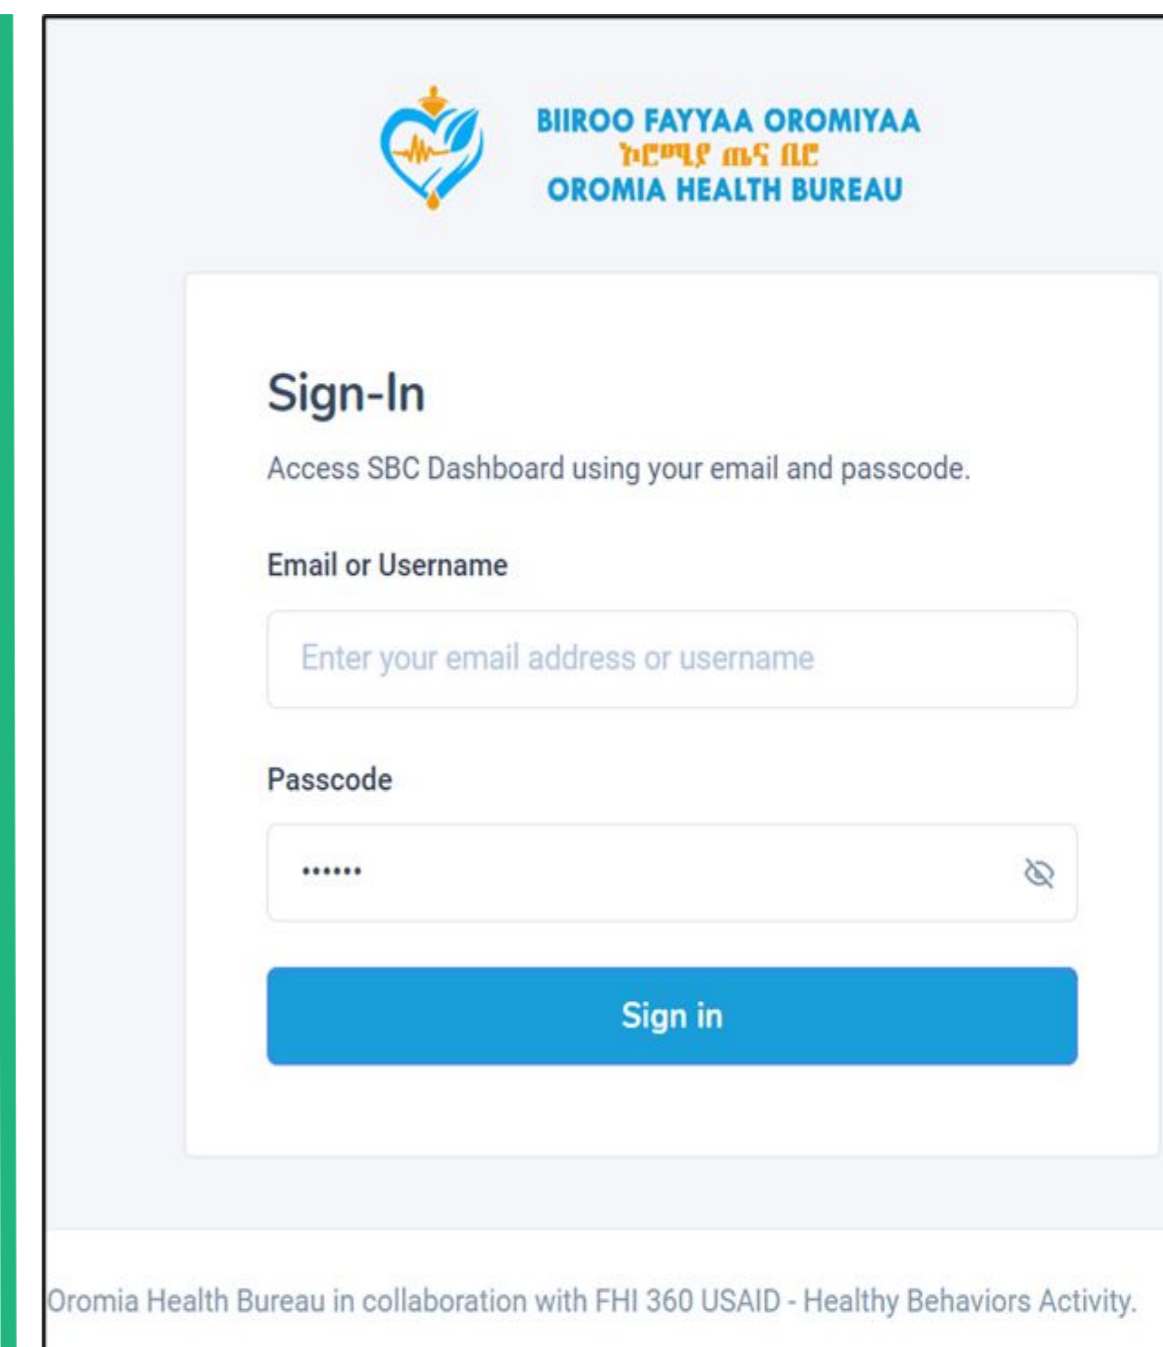 BIIROO FAYYAA OROMIYAA
ኦሮሚያ ጤና ቢሮ
OROMIA HEALTH BUREAU
Sign-In
Access SBC Dashboard using your email and passcode.
Email or Username
Enter your email address or username
Passcode
••••••
Sign in
Oromia Health Bureau in collaboration with FHI 360 USAID - Healthy Behaviors Activity.